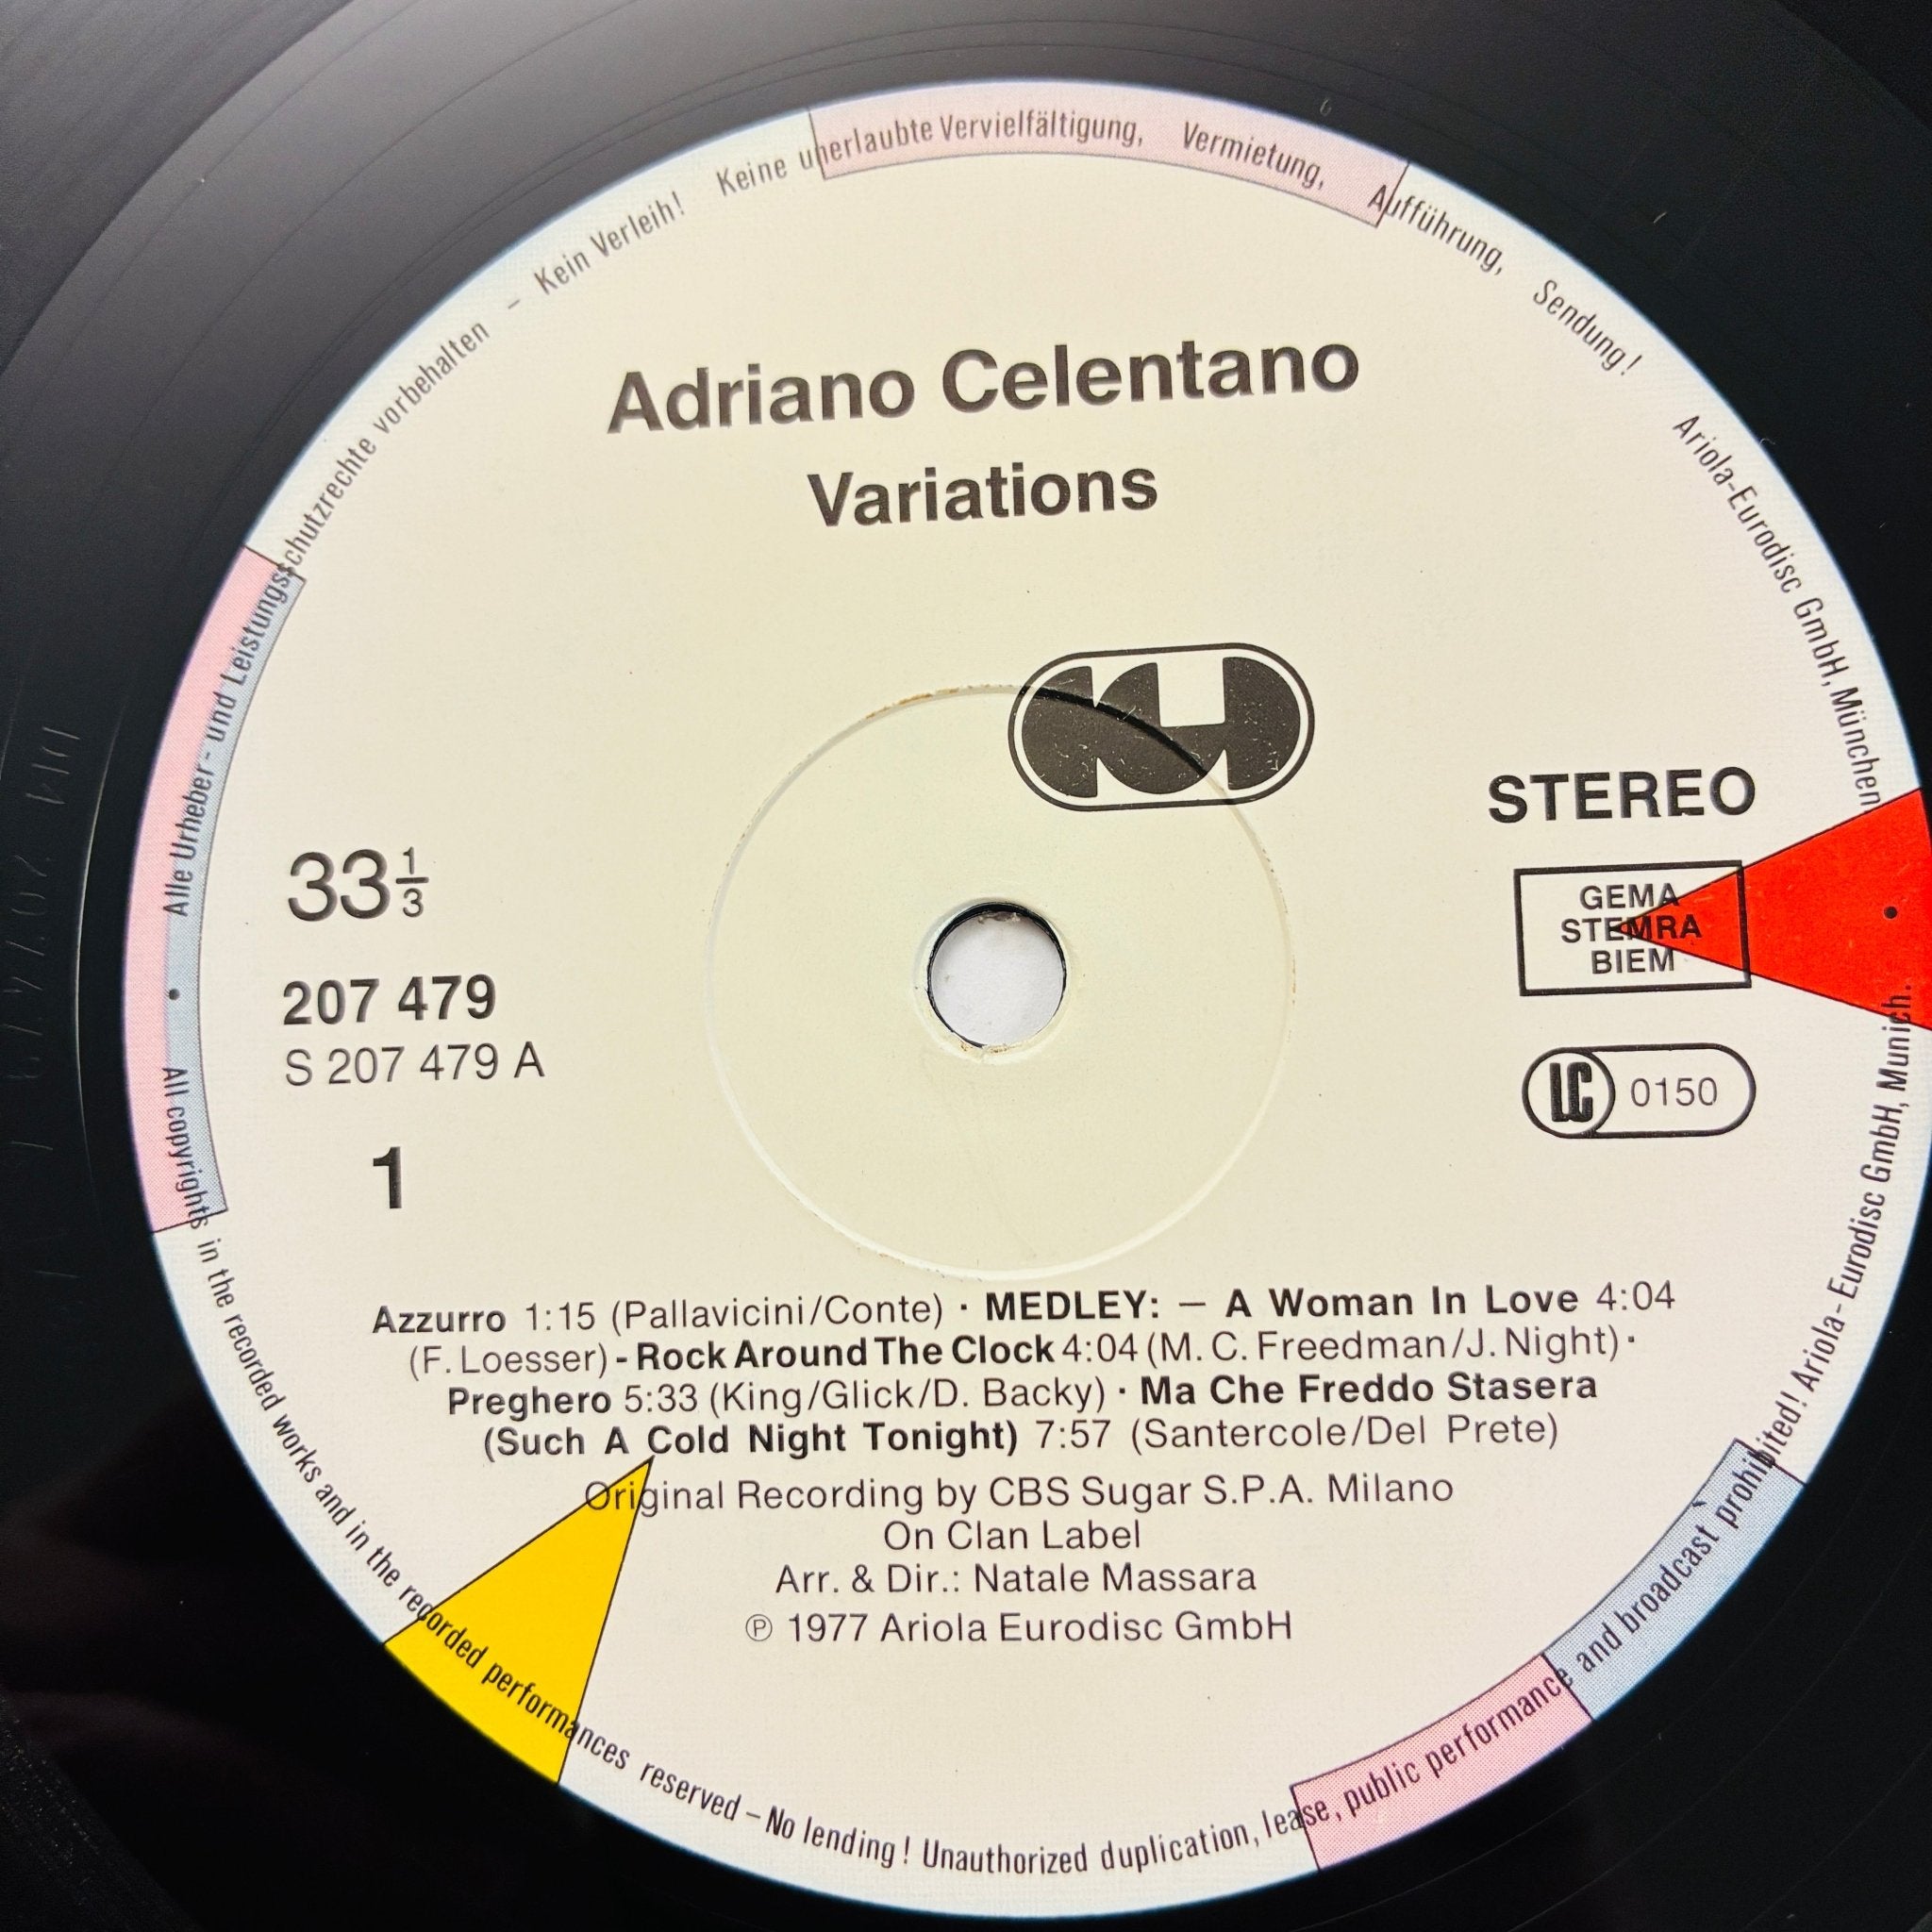 Adriano Celentano
Variations
33 1/3
207 479
S 207 479 A
1
STEREO
GEMA
STEMRA
BIEM
LC 0150
Azzurro 1:15 (Pallavicini/Conte) · MEDLEY: – A Woman In Love 4:04
(F. Loesser) - Rock Around The Clock 4:04 (M. C. Freedman/J. Night) ·
Preghero 5:33 (King/Glick/D. Backy) · Ma Che Freddo Stasera
(Such A Cold Night Tonight) 7:57 (Santercole/Del Prete)
Original Recording by CBS Sugar S.P.A. Milano
On Clan Label
Arr. & Dir.: Natale Massara
℗ 1977 Ariola Eurodisc GmbH
Alle Urheber- und Leistungsschutzrechte vorbehalten – Kein Verleih! Keine unerlaubte Vervielfältigung, Vermietung, Aufführung, Sendung! Ariola-Eurodisc GmbH, München
All copyrights in the recorded works and in the recorded performances reserved – No lending! Unauthorized duplication, lease, public performance and broadcast prohibited! Ariola-Eurodisc GmbH, Munich.